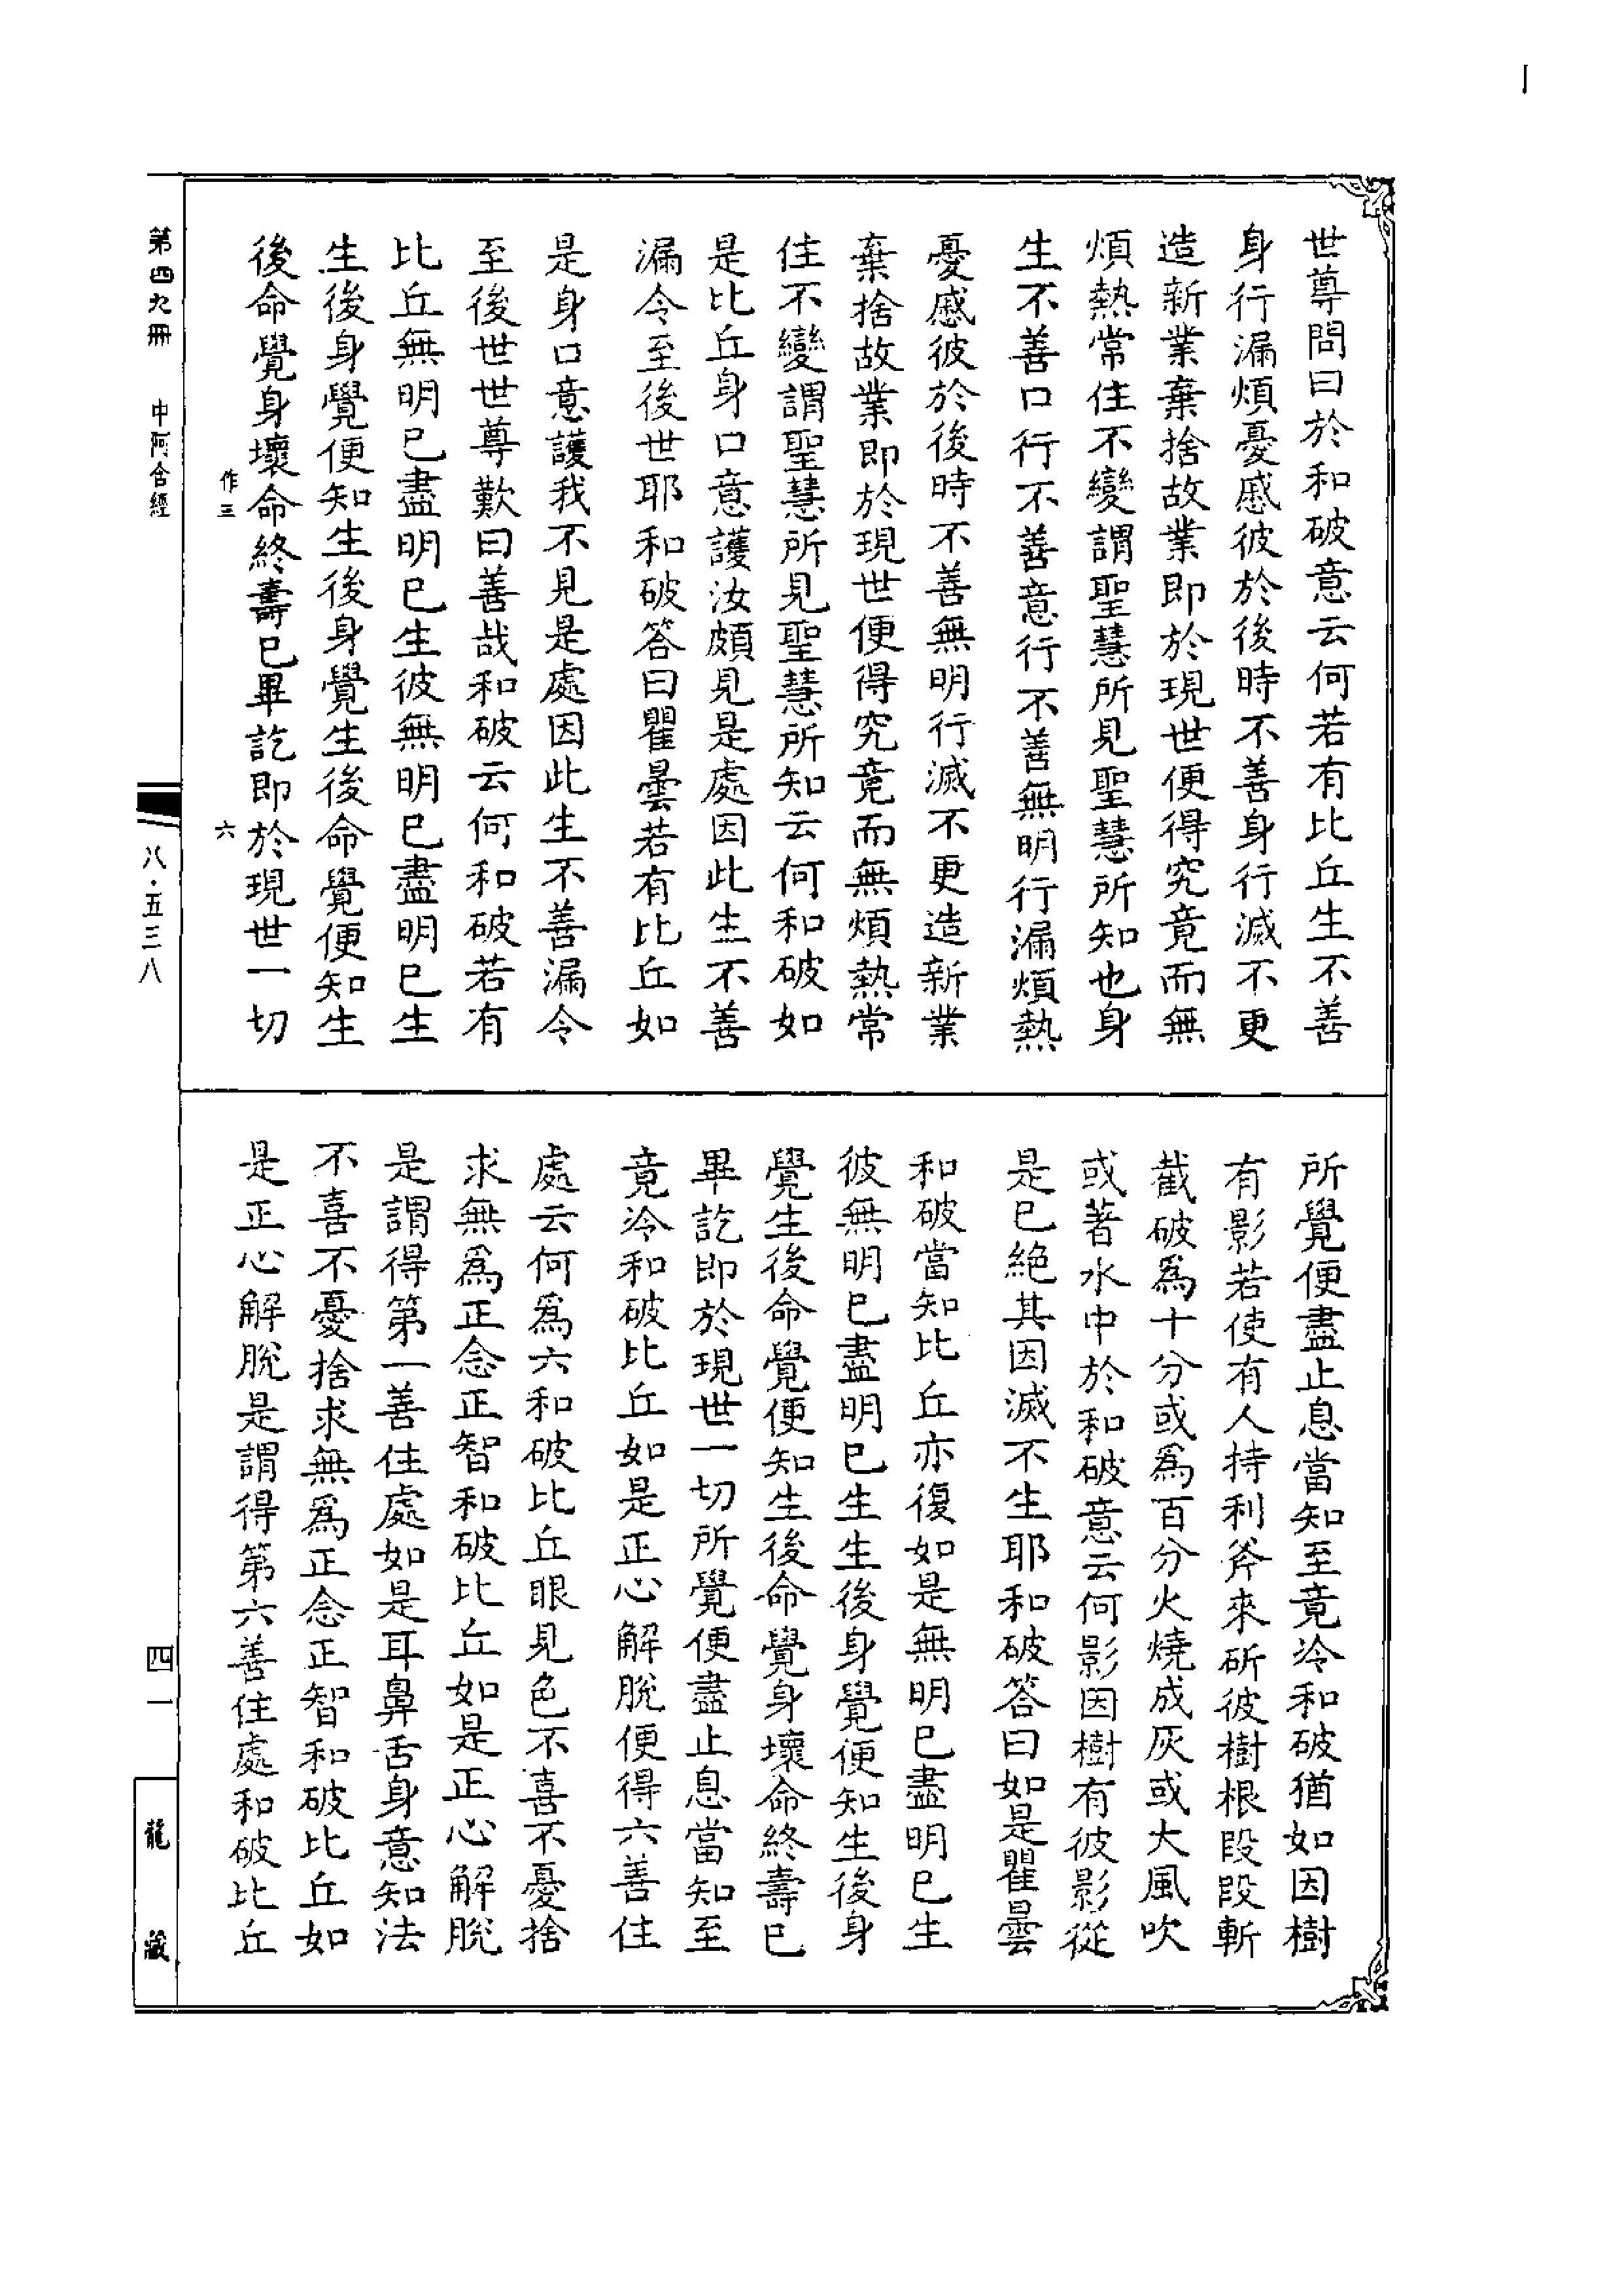 世尊問曰於和破意云何若有比丘生不善
身行漏煩憂慼彼於後時不善身行滅不更
造新業棄捨故業即於現世便得究竟而無
煩熱常住不變謂聖慧所見聖慧所知也身
生不善口行不善意行不善無明行漏煩熱
憂慼彼於後時不善無明行滅不更造新業
棄捨故業即於現世便得究竟而無煩熱常
住不變謂聖慧所見聖慧所知云何和破如
是比丘身口意護汝頗見是處因此生不善
漏令至後世耶和破答曰瞿曇若有比丘如
是身口意護我不見是處因此生不善漏令
至後世世尊歎曰善哉和破云何和破若有
比丘無明已盡明已生彼無明已盡明已生
生後身覺便知生後身覺生後命覺便知生
後命覺身壞命終壽已畢訖即於現世一切
所覺便盡止息當知至竟冷和破猶如因樹
有影若使有人持利斧來斫彼樹根段段斬
截破爲十分或爲百分火燒成灰或大風吹
或著水中於和破意云何影因樹有彼影從
是已絕其因滅不生耶和破答曰如是瞿曇
和破當知比丘亦復如是無明已盡明已生
彼無明已盡明已生生後身覺便知生後身
覺生後命覺便知生後命覺身壞命終壽已
畢訖即於現世一切所覺便盡止息當知至
竟冷和破比丘如是正心解脫便得六善住
處云何爲六和破比丘眼見色不喜不憂捨
求無爲正念正智和破比丘如是正心解脫
是謂得第一善住處如是耳鼻舌身意知法
不喜不憂捨求無爲正念正智和破比丘如
是正心解脫是謂得第六善住處和破比丘
作三
六
第四九冊 中阿含經
八·五三八
四一
龍藏